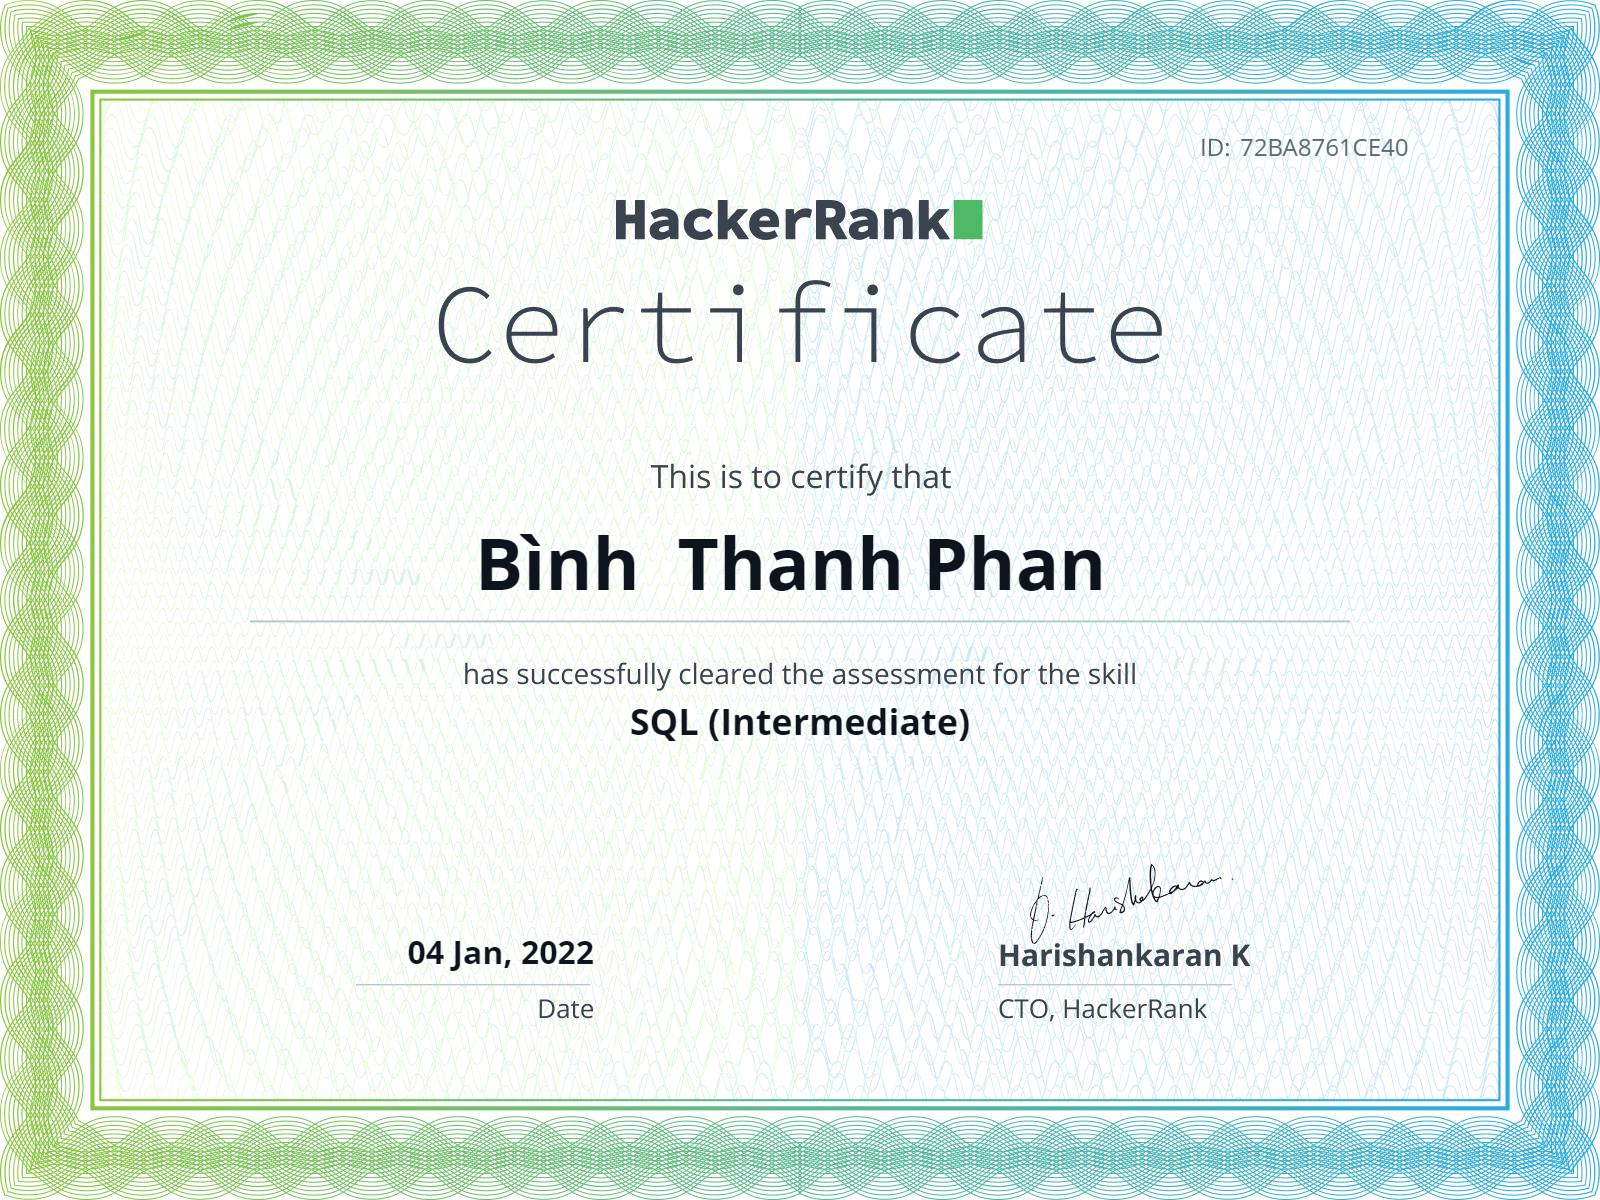 ID: 72BA8761CE40
HackerRank
Certificate
This is to certify that
Bình  Thanh Phan
has successfully cleared the assessment for the skill
SQL (Intermediate)
J. Harishankaran
04 Jan, 2022
Harishankaran K
Date
CTO, HackerRank